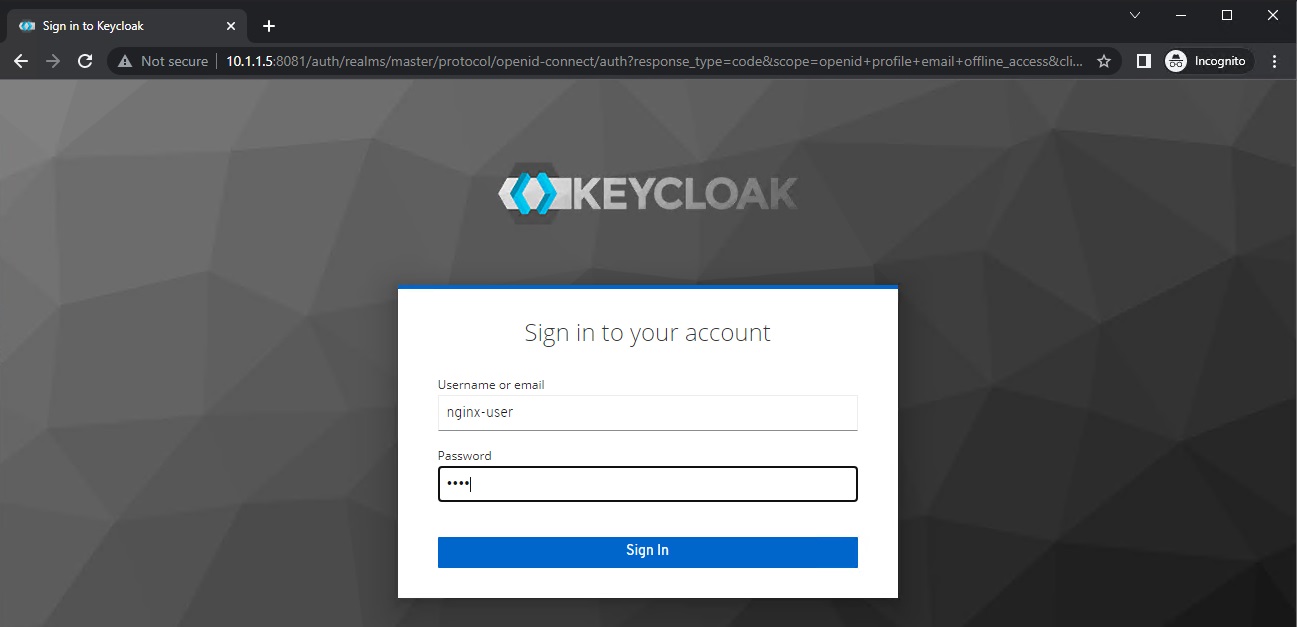 Sign in to Keycloak
Not secure 10.1.1.5:8081/auth/realms/master/protocol/openid-connect/auth?response_type=code&scope=openid+profile+email+offline_access&cli... Incognito
KEYCLOAK
Sign in to your account
Username or email
nginx-user
Password
••••
Sign In